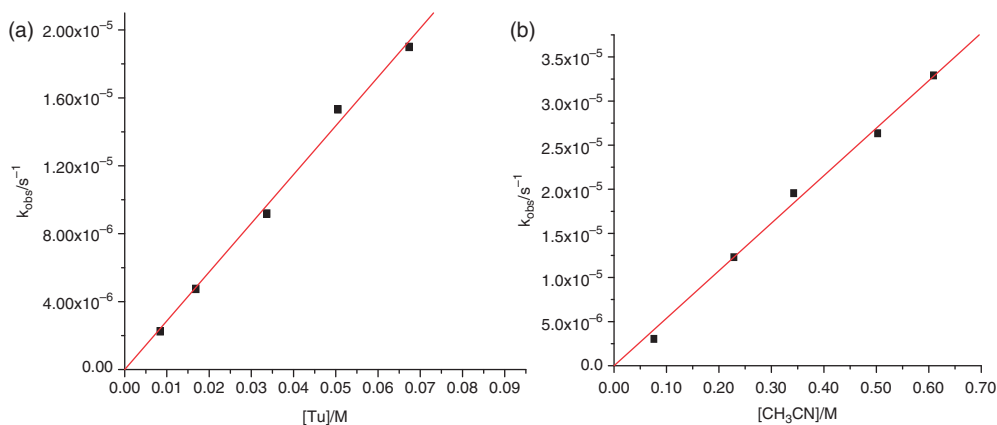 (a)
k_obs/s⁻¹
2.00x10⁻⁵
1.60x10⁻⁵
1.20x10⁻⁵
8.00x10⁻⁶
4.00x10⁻⁶
0.00
0.00 0.01 0.02 0.03 0.04 0.05 0.06 0.07 0.08 0.09
[Tu]/M
(b)
k_obs/s⁻¹
3.5x10⁻⁵
3.0x10⁻⁵
2.5x10⁻⁵
2.0x10⁻⁵
1.5x10⁻⁵
1.0x10⁻⁵
5.0x10⁻⁶
0.0
0.00 0.10 0.20 0.30 0.40 0.50 0.60 0.70
[CH₃CN]/M